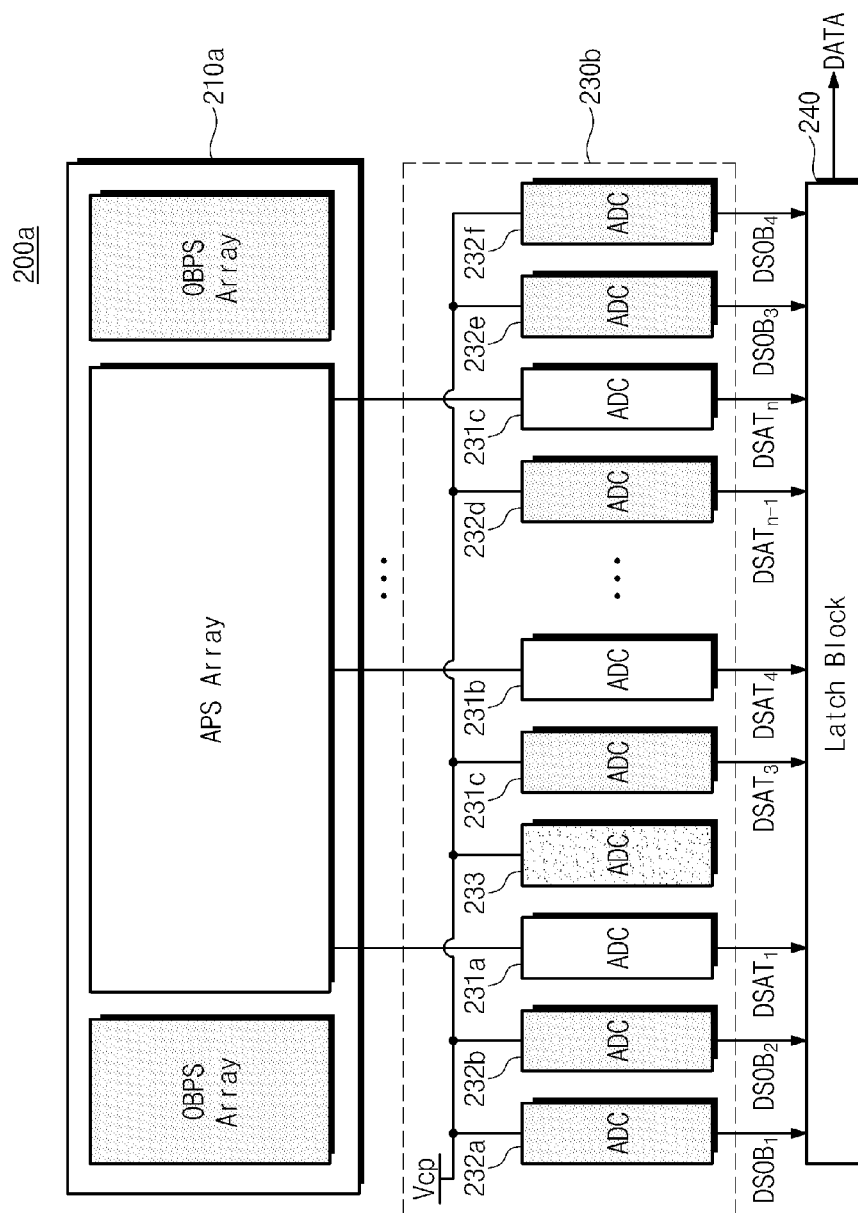 200a
210a
OBPS
Array
APS Array
OBPS
Array
...
230b
Vcp
232a
232b
231a
233
231c
231b
232d
231c
232e
232f
ADC
ADC
ADC
ADC
ADC
ADC
...
ADC
ADC
ADC
ADC
DSOB1
DSOB2
DSAT1
DSAT3
DSAT4
DSATn-1
DSATn
DSOB3
DSOB4
240
Latch Block
DATA